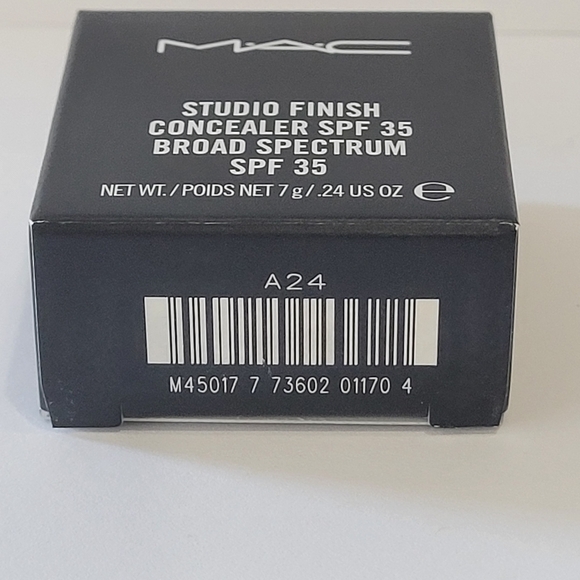 MAC
STUDIO FINISH
CONCEALER SPF 35
BROAD SPECTRUM
SPF 35
NET WT. / POIDS NET 7 g / .24 US OZ ℮
A24
M45017 7 73602 01170 4